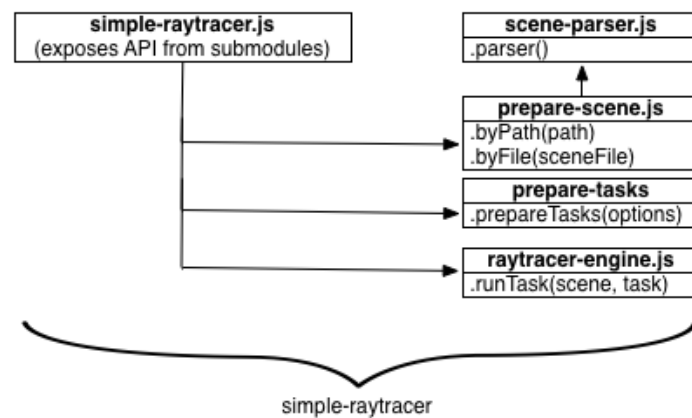 simple-raytracer.js
(exposes API from submodules)
scene-parser.js
.parser()
prepare-scene.js
.byPath(path)
.byFile(sceneFile)
prepare-tasks
.prepareTasks(options)
raytracer-engine.js
.runTask(scene, task)
simple-raytracer